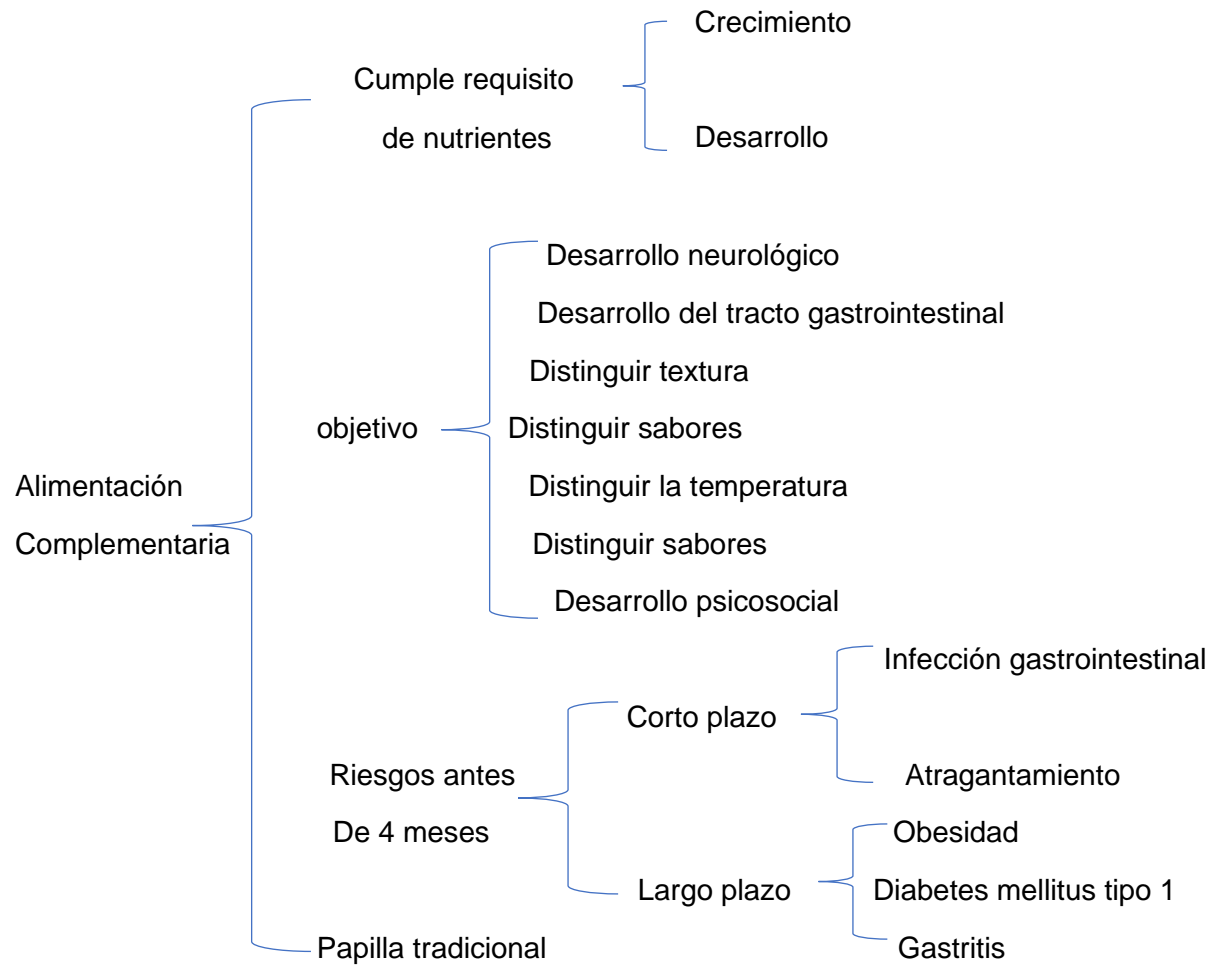 Crecimiento
Cumple requisito
de nutrientes
Desarrollo
Desarrollo neurológico
Desarrollo del tracto gastrointestinal
Distinguir textura
objetivo
Distinguir sabores
Alimentación
Complementaria
Distinguir la temperatura
Distinguir sabores
Desarrollo psicosocial
Infección gastrointestinal
Corto plazo
Riesgos antes
De 4 meses
Atragantamiento
Obesidad
Largo plazo
Diabetes mellitus tipo 1
Gastritis
Papilla tradicional